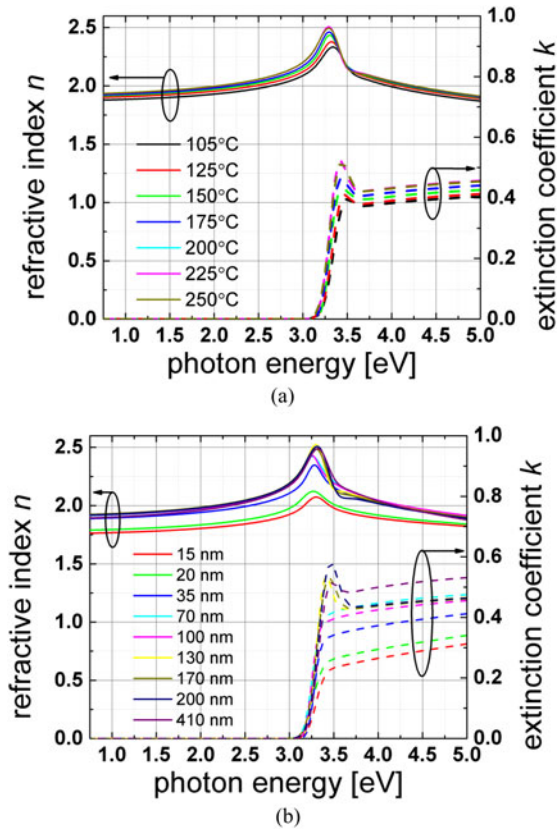 2.5
2.0
1.5
1.0
0.5
0.0
refractive index n
1.0
0.8
0.6
0.4
0.2
0.0
extinction coefficient k
105°C
125°C
150°C
175°C
200°C
225°C
250°C
1.0 1.5 2.0 2.5 3.0 3.5 4.0 4.5 5.0
photon energy [eV]
(a)
2.5
2.0
1.5
1.0
0.5
0.0
refractive index n
1.0
0.8
0.6
0.4
0.2
0.0
extinction coefficient k
15 nm
20 nm
35 nm
70 nm
100 nm
130 nm
170 nm
200 nm
410 nm
1.0 1.5 2.0 2.5 3.0 3.5 4.0 4.5 5.0
photon energy [eV]
(b)